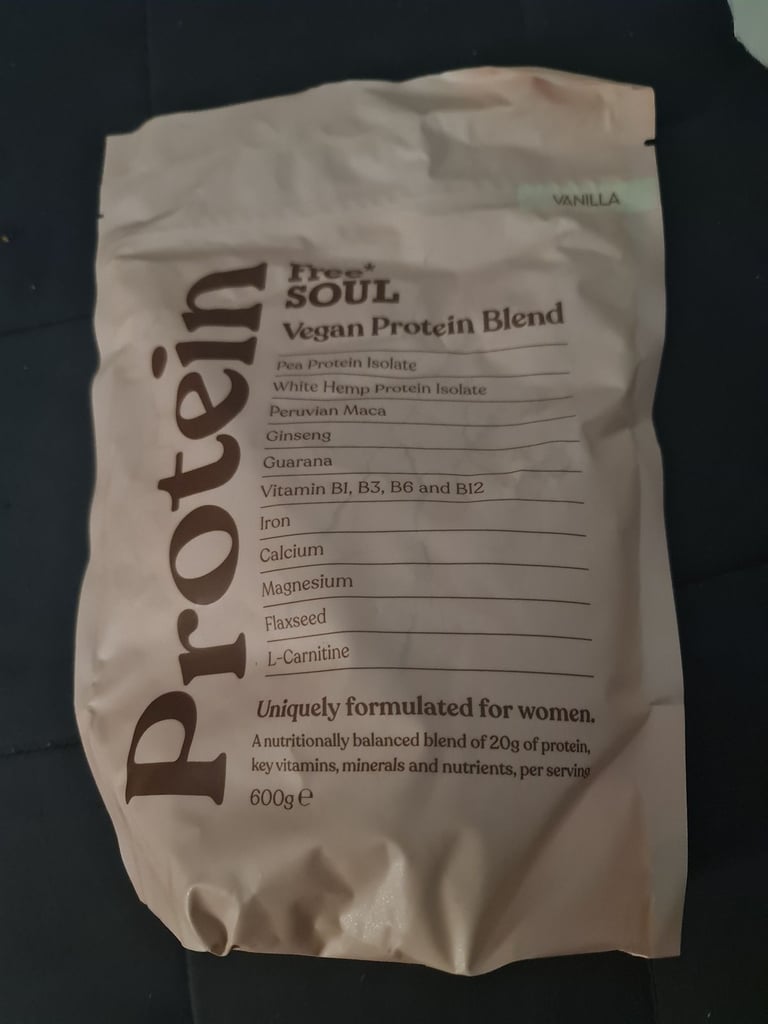 VANILLA
Protein
Free*
SOUL
Vegan Protein Blend
Pea Protein Isolate
White Hemp Protein Isolate
Peruvian Maca
Ginseng
Guarana
Vitamin B1, B3, B6 and B12
Iron
Calcium
Magnesium
Flaxseed
L-Carnitine
Uniquely formulated for women.
A nutritionally balanced blend of 20g of protein,
key vitamins, minerals and nutrients, per serving
600g ℮